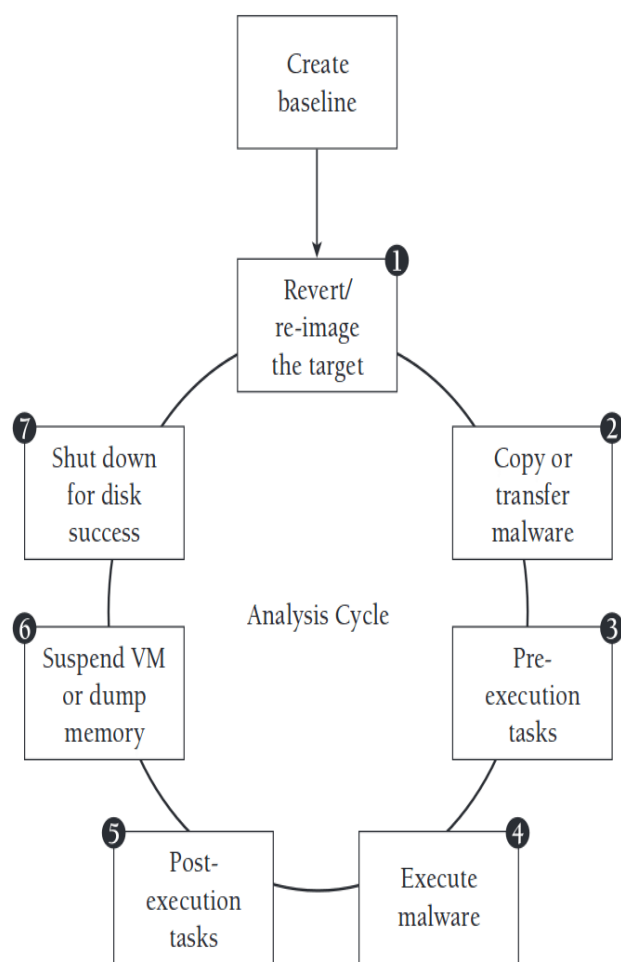 Create
baseline
1
Revert/
re-image
the target
2
Copy or
transfer
malware
3
Pre-
execution
tasks
4
Execute
malware
5
Post-
execution
tasks
6
Suspend VM
or dump
memory
7
Shut down
for disk
success
Analysis Cycle